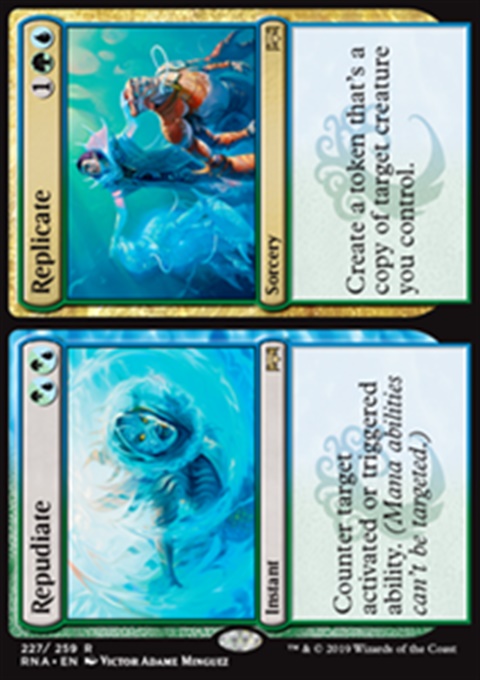 Replicate
1
Sorcery
Create a token that's a
copy of target creature
you control.
Repudiate
Instant
Counter target
activated or triggered
ability. (Mana abilities
can't be targeted.)
227/ 259 R
RNA • EN VICTOR ADAME MINGUEZ
™ & © 2019 Wizards of the Coast